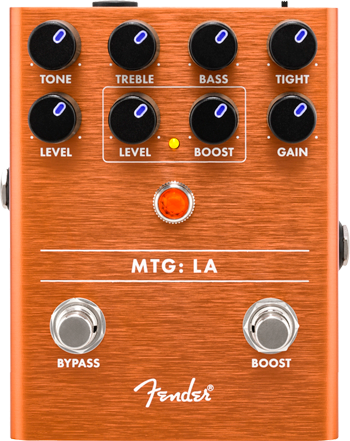 TONE TREBLE BASS TIGHT
LEVEL LEVEL BOOST GAIN
MTG: LA
BYPASS BOOST
Fender®